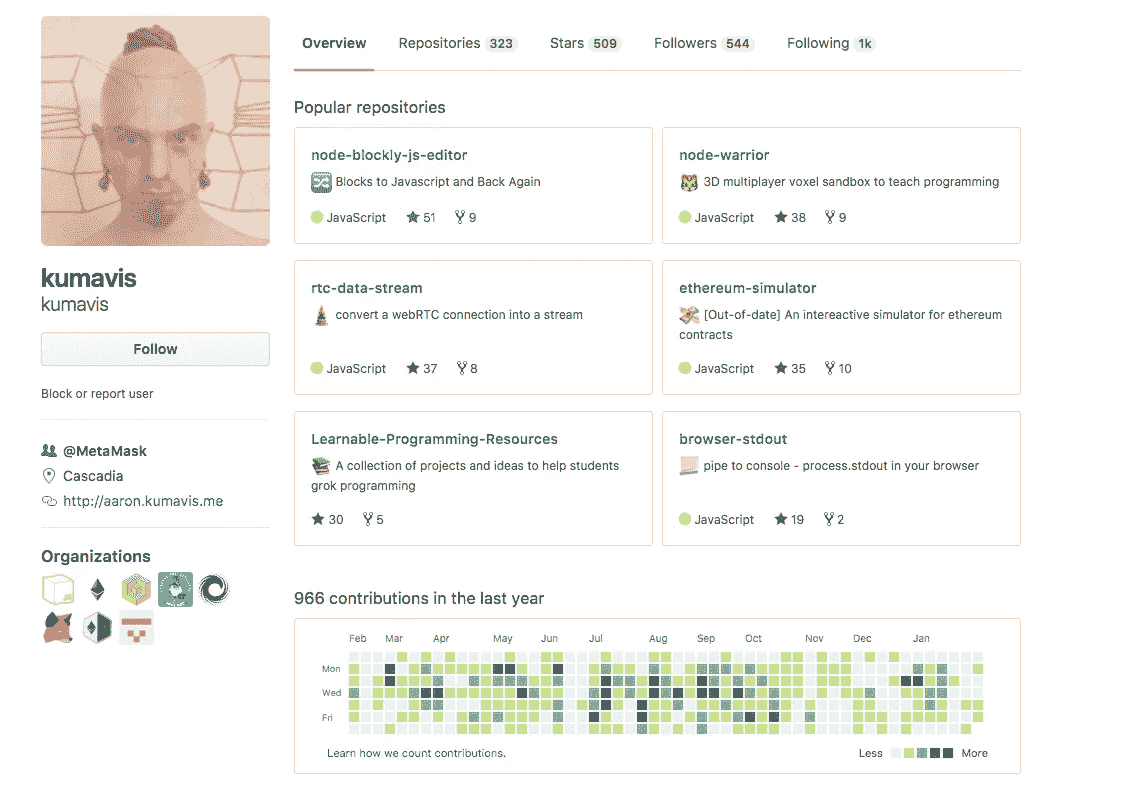 Overview Repositories 323 Stars 509 Followers 544 Following 1k
Popular repositories
node-blockly-js-editor
Blocks to Javascript and Back Again
JavaScript 51 9
node-warrior
3D multiplayer voxel sandbox to teach programming
JavaScript 38 9
rtc-data-stream
convert a webRTC connection into a stream
JavaScript 37 8
ethereum-simulator
[Out-of-date] An intereactive simulator for ethereum
contracts
JavaScript 35 10
Learnable-Programming-Resources
A collection of projects and ideas to help students
grok programming
30 5
browser-stdout
pipe to console - process.stdout in your browser
JavaScript 19 2
kumavis
kumavis
Follow
Block or report user
@MetaMask
Cascadia
http://aaron.kumavis.me
Organizations
966 contributions in the last year
Feb Mar Apr May Jun Jul Aug Sep Oct Nov Dec Jan
Mon
Wed
Fri
Learn how we count contributions. Less More